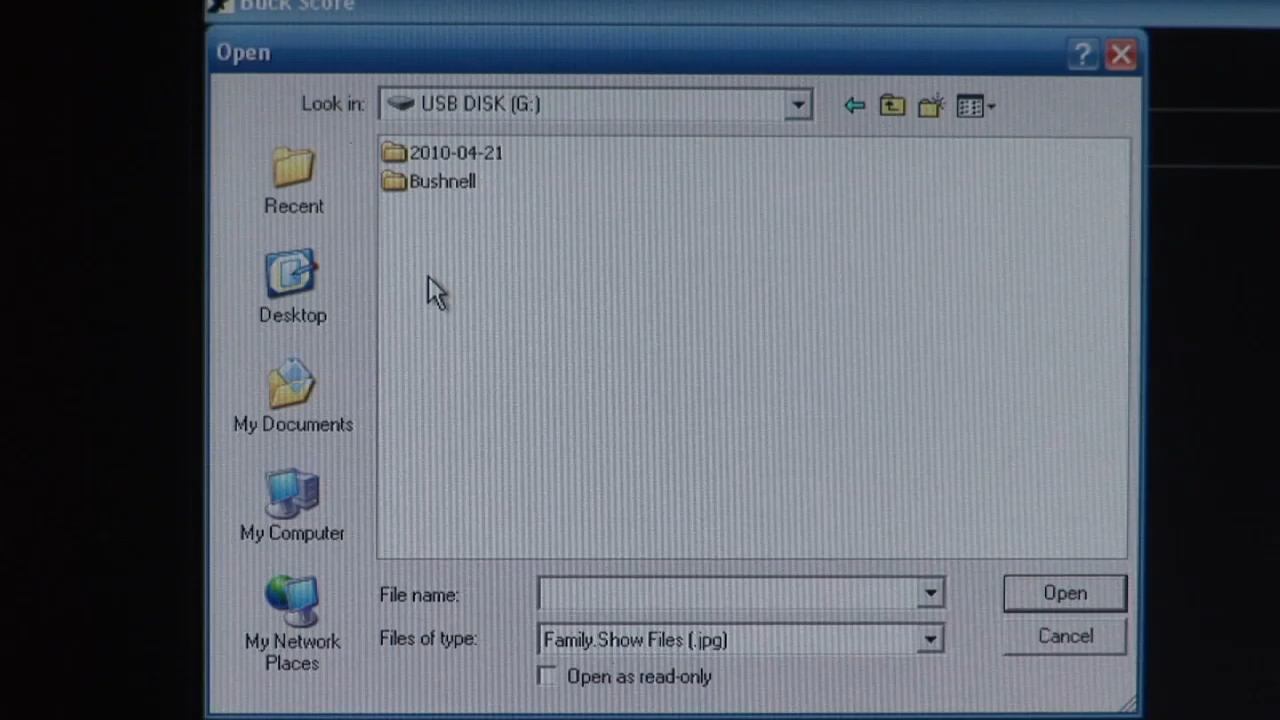 Buck Score
Open
Look in: USB DISK (G:)
2010-04-21
Bushnell
Recent
Desktop
My Documents
My Computer
My Network
Places
File name:
Open
Files of type: Family.Show Files (.jpg)
Cancel
Open as read-only